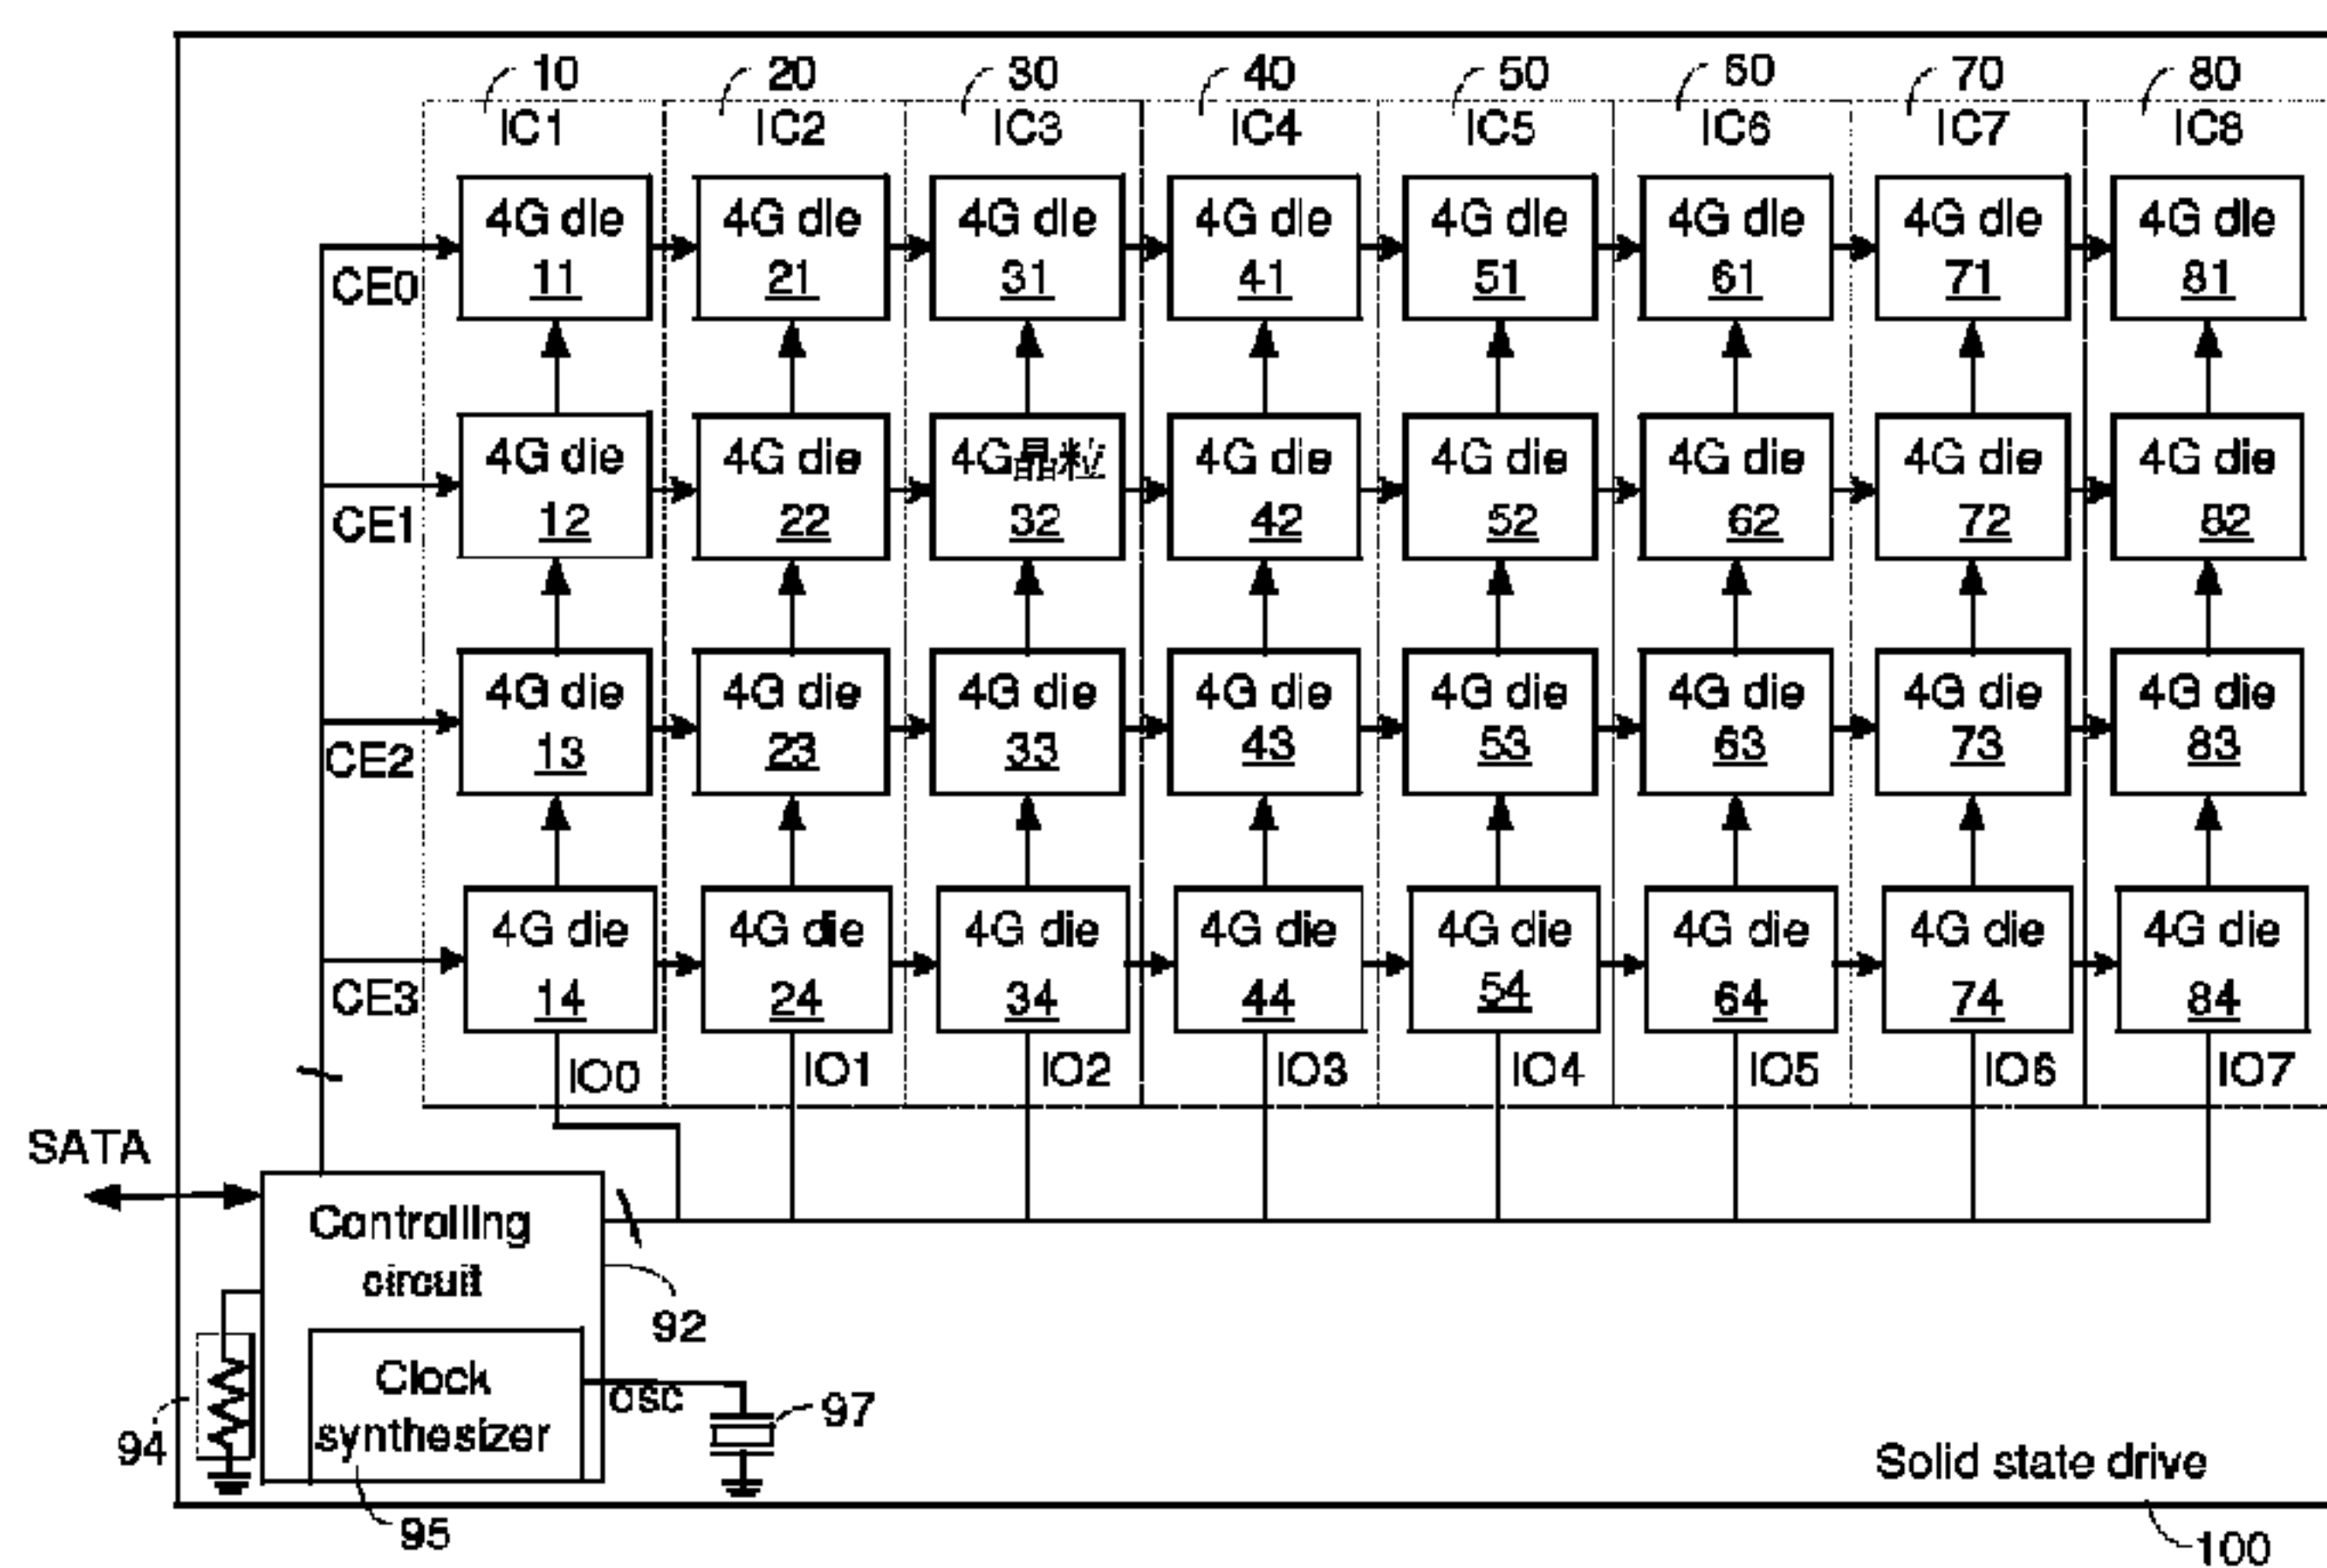 10 20 30 40 50 60 70 80
IC1 IC2 IC3 IC4 IC5 IC6 IC7 IC8
4G die 4G die 4G die 4G die 4G die 4G die 4G die 4G die
CE0 11 21 31 41 51 61 71 81
4G die 4G die 4G晶粒 4G die 4G die 4G die 4G die 4G die
CE1 12 22 32 42 52 62 72 82
4G die 4G die 4G die 4G die 4G die 4G die 4G die 4G die
CE2 13 23 33 43 53 63 73 83
4G die 4G die 4G die 4G die 4G die 4G die 4G die 4G die
CE3 14 24 34 44 54 64 74 84
IO0 IO1 IO2 IO3 IO4 IO5 IO6 IO7
SATA
Controlling
circuit
92
Clock
synthesizer
osc
97
94
95
Solid state drive
100